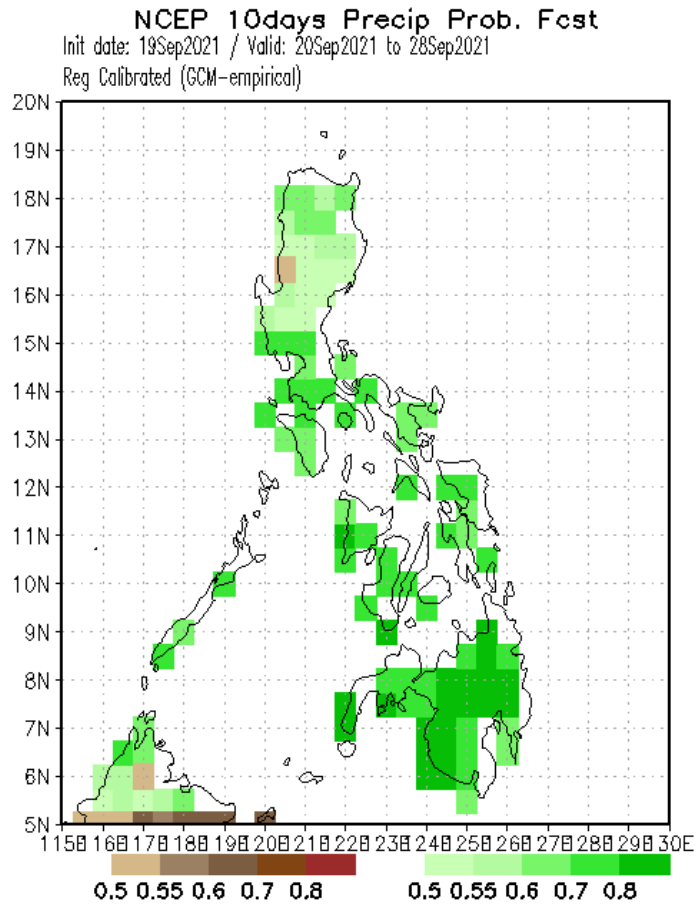 NCEP 10days Precip Prob. Fcst
Init date: 19Sep2021 / Valid: 20Sep2021 to 28Sep2021
Reg Calibrated (GCM-empirical)
20N
19N
18N
17N
16N
15N
14N
13N
12N
11N
10N
9N
8N
7N
6N
5N
115E 116E 117E 118E 119E 120E 121E 122E 123E 124E 125E 126E 127E 128E 129E 130E
0.5 0.55 0.6 0.7 0.8 0.5 0.55 0.6 0.7 0.8